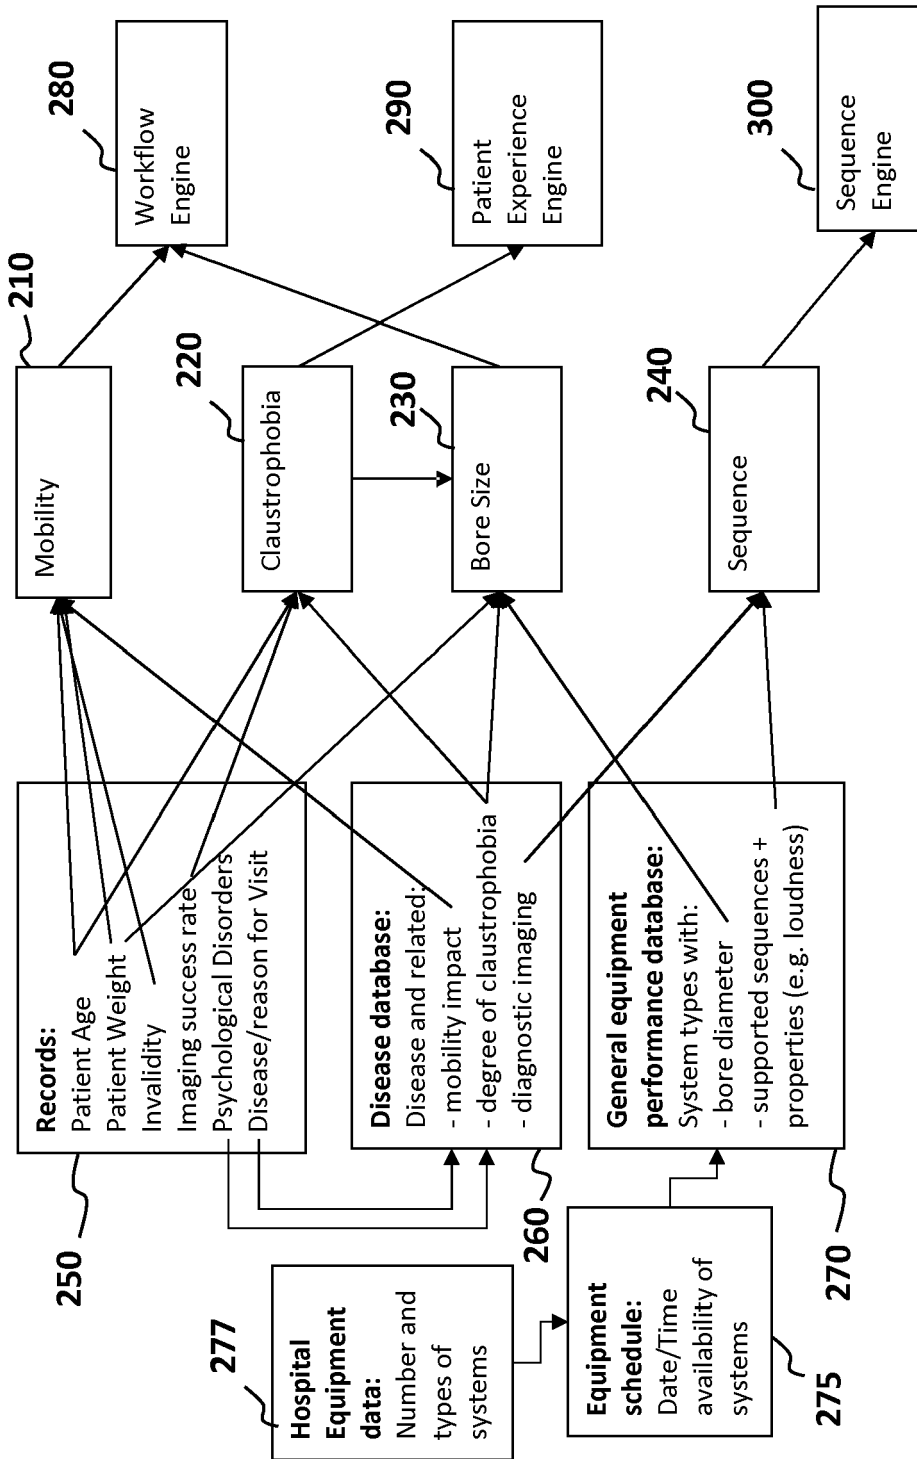 277
Hospital
Equipment
data:
Number and
types of
systems
Equipment
schedule:
Date/Time
availability of
systems
275
250
Records:
Patient Age
Patient Weight
Invalidity
Imaging success rate
Psychological Disorders
Disease/reason for Visit
Disease database:
Disease and related:
- mobility impact
- degree of claustrophobia
- diagnostic imaging
260
General equipment
performance database:
System types with:
- bore diameter
- supported sequences +
properties (e.g. loudness)
270
210
Mobility
220
Claustrophobia
230
Bore Size
240
Sequence
280
Workflow
Engine
290
Patient
Experience
Engine
300
Sequence
Engine